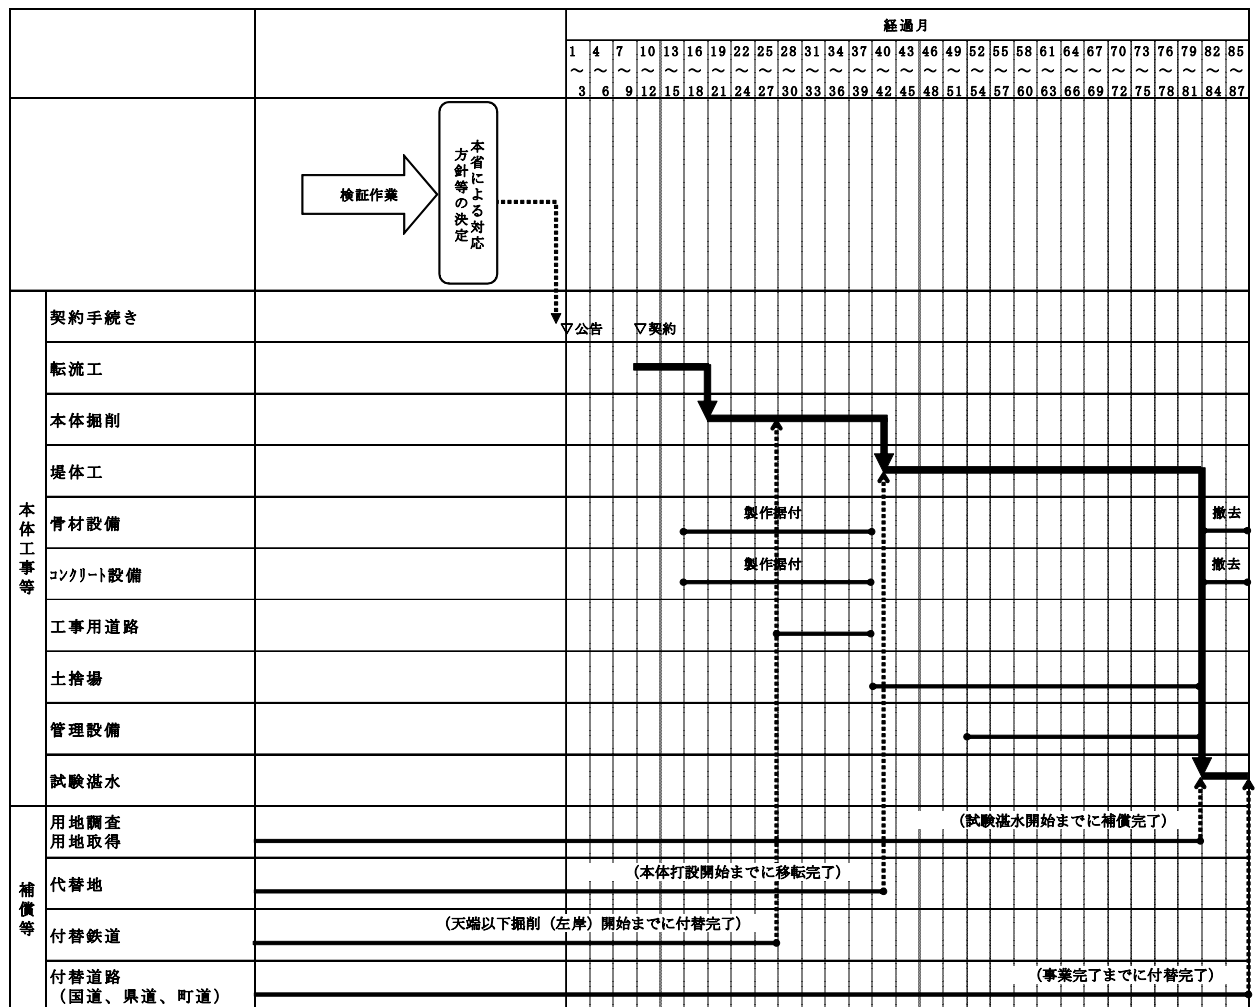 経過月
1 4 7 10 13 16 19 22 25 28 31 34 37 40 43 46 49 52 55 58 61 64 67 70 73 76 79 82 85
～ ～ ～ ～ ～ ～ ～ ～ ～ ～ ～ ～ ～ ～ ～ ～ ～ ～ ～ ～ ～ ～ ～ ～ ～ ～ ～ ～ ～
3 6 9 12 15 18 21 24 27 30 33 36 39 42 45 48 51 54 57 60 63 66 69 72 75 78 81 84 87
検証作業
本省による対応
方針等の決定
本体工事等
契約手続き
▽公告
▽契約
転流工
本体掘削
堤体工
骨材設備
製作据付
撤去
コンクリート設備
製作据付
撤去
工事用道路
土捨場
管理設備
試験湛水
補償等
用地調査
用地取得
(試験湛水開始までに補償完了)
代替地
(本体打設開始までに移転完了)
付替鉄道
(天端以下掘削（左岸）開始までに付替完了)
付替道路
（国道、県道、町道）
(事業完了までに付替完了)